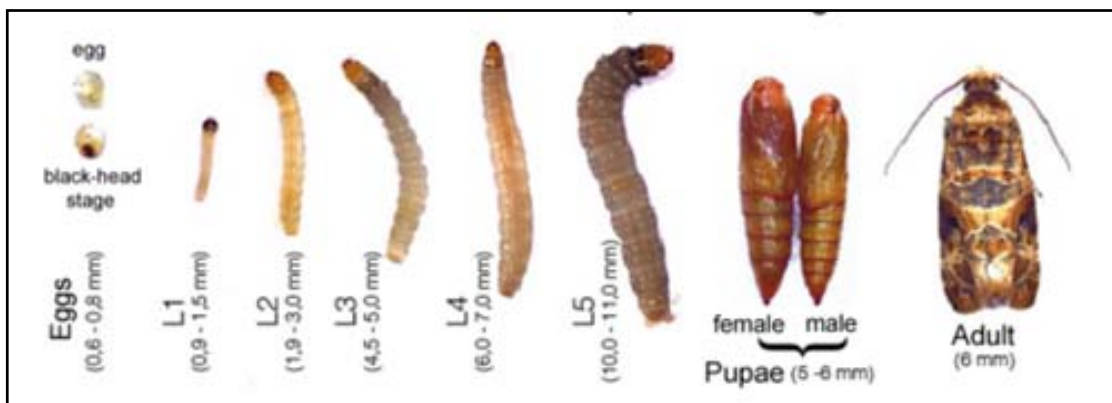 egg
black-head
stage
Eggs
(0,6 - 0,8 mm)
L1
(0,9 - 1,5 mm)
L2
(1,9 - 3,0 mm)
L3
(4,5 - 5,0 mm)
L4
(6,0 - 7,0 mm)
L5
(10,0 - 11,0 mm)
female male
Pupae (5 -6 mm)
Adult
(6 mm)